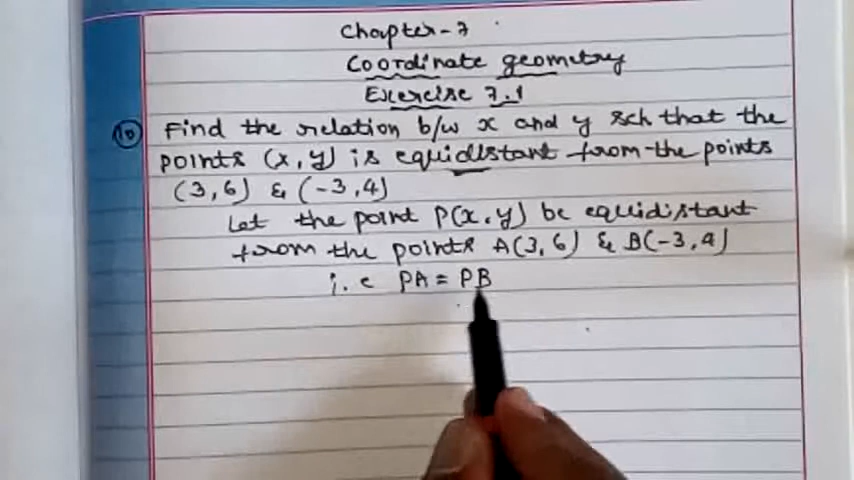 Chapter-7
Coordinate geometry
Exercise 7.1
10 Find the relation b/w x and y sch that the
points (x,y) is equidistant from the points
(3,6) & (-3,4)
Let the point P(x,y) be equidistant
from the points A(3,6) & B(-3,4)
i.e PA = PB